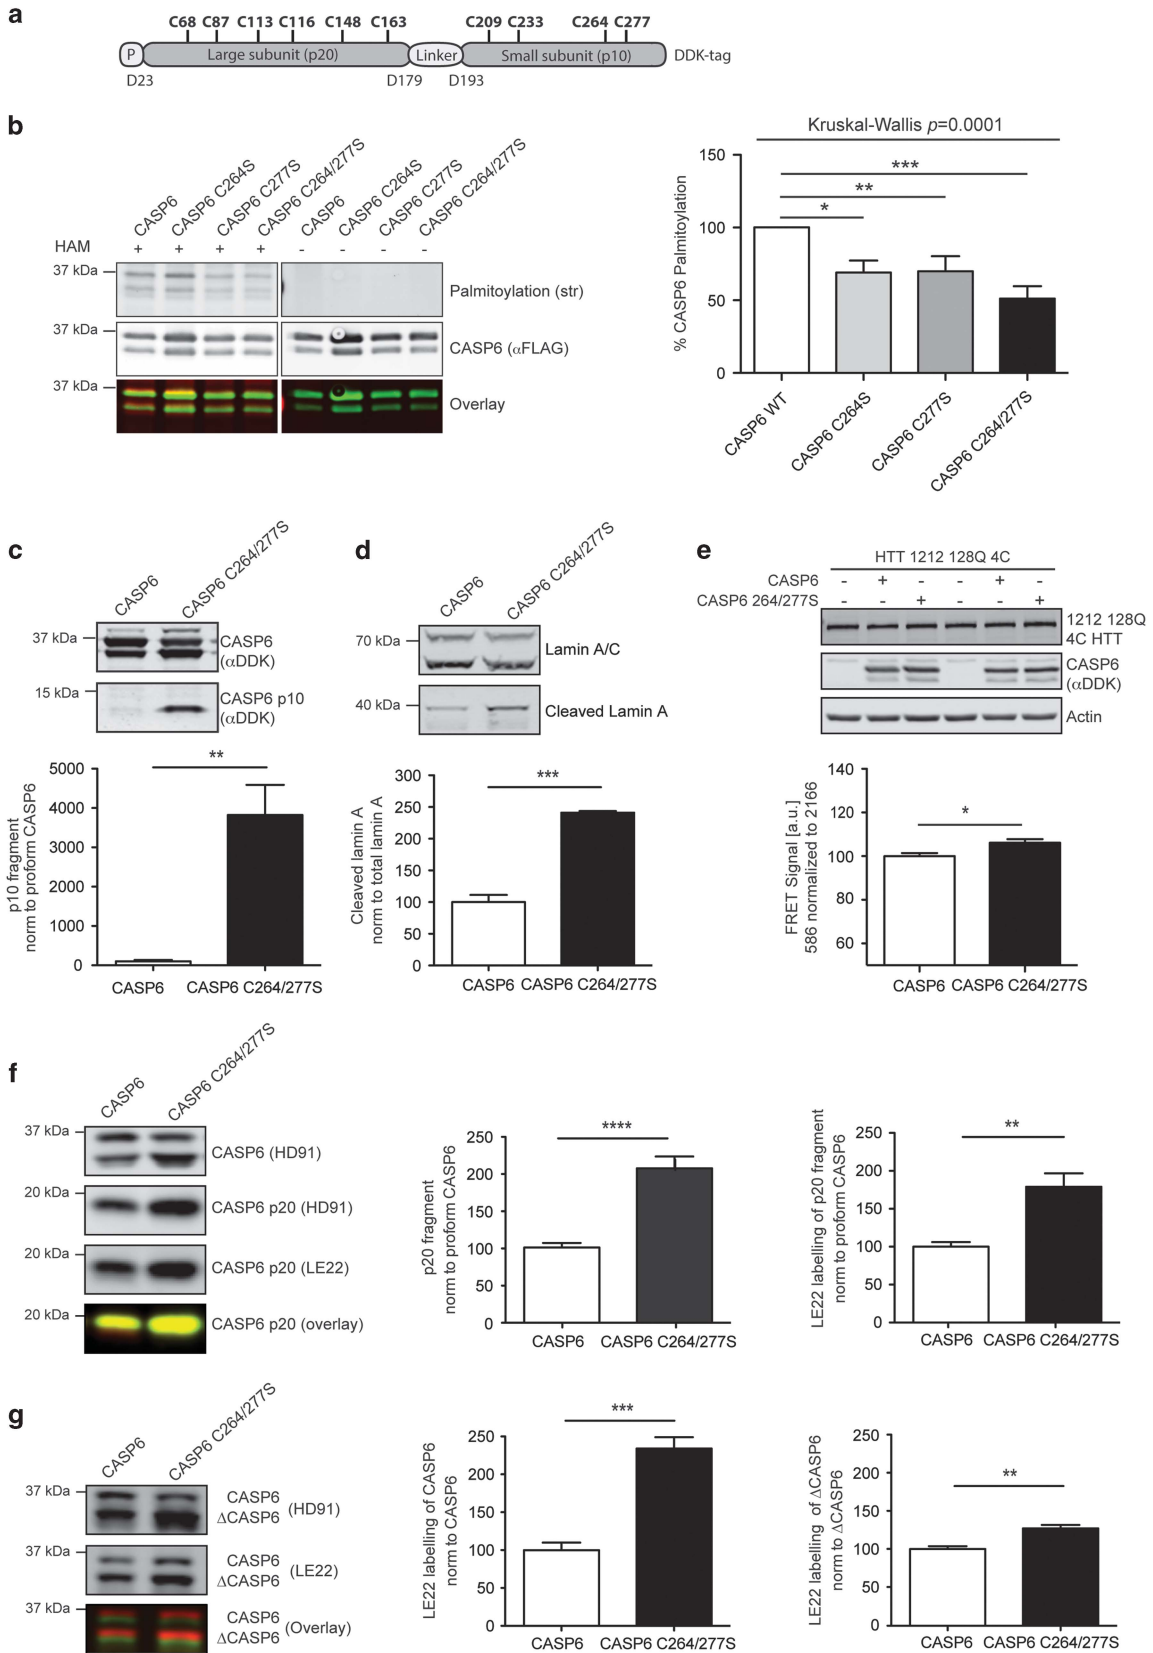 a
C68 C87 C113 C116 C148 C163 C209 C233 C264 C277
P Large subunit (p20) Linker Small subunit (p10) DDK-tag
D23 D179 D193
b
CASP6 CASP6 C264S CASP6 C277S CASP6 C264/277S CASP6 CASP6 C264S CASP6 C277S CASP6 C264/277S
HAM + + + + - - - -
37 kDa Palmitoylation (str)
37 kDa CASP6 (αFLAG)
37 kDa Overlay
Kruskal-Wallis p=0.0001
***
**
*
% CASP6 Palmitoylation
150
100
50
0
CASP6 WT CASP6 C264S CASP6 C277S CASP6 C264/277S
c
CASP6 CASP6 C264/277S
37 kDa CASP6
(αDDK)
15 kDa CASP6 p10
(αDDK)
**
p10 fragment
norm to proform CASP6
5000
4000
3000
2000
1000
0
CASP6 CASP6 C264/277S
d
CASP6 CASP6 C264/277S
70 kDa Lamin A/C
40 kDa Cleaved Lamin A
***
Cleaved lamin A
norm to total lamin A
300
250
200
150
100
50
0
CASP6 CASP6 C264/277S
e
HTT 1212 128Q 4C
CASP6 - + - - + -
CASP6 264/277S - - + - - +
1212 128Q
4C HTT
CASP6
(αDDK)
Actin
*
FRET Signal [a.u.]
586 normalized to 2166
140
120
100
80
60
CASP6 CASP6 C264/277S
f
CASP6 CASP6 C264/277S
37 kDa CASP6 (HD91)
20 kDa CASP6 p20 (HD91)
20 kDa CASP6 p20 (LE22)
20 kDa CASP6 p20 (overlay)
****
p20 fragment
norm to proform CASP6
250
200
150
100
50
0
CASP6 CASP6 C264/277S
**
LE22 labelling of p20 fragment
norm to proform CASP6
250
200
150
100
50
0
CASP6 CASP6 C264/277S
g
CASP6 CASP6 C264/277S
37 kDa CASP6
ΔCASP6 (HD91)
37 kDa CASP6
ΔCASP6 (LE22)
37 kDa CASP6
ΔCASP6 (Overlay)
***
LE22 labelling of CASP6
norm to CASP6
250
200
150
100
50
0
CASP6 CASP6 C264/277S
**
LE22 labelling of ΔCASP6
norm to ΔCASP6
250
200
150
100
50
0
CASP6 CASP6 C264/277S